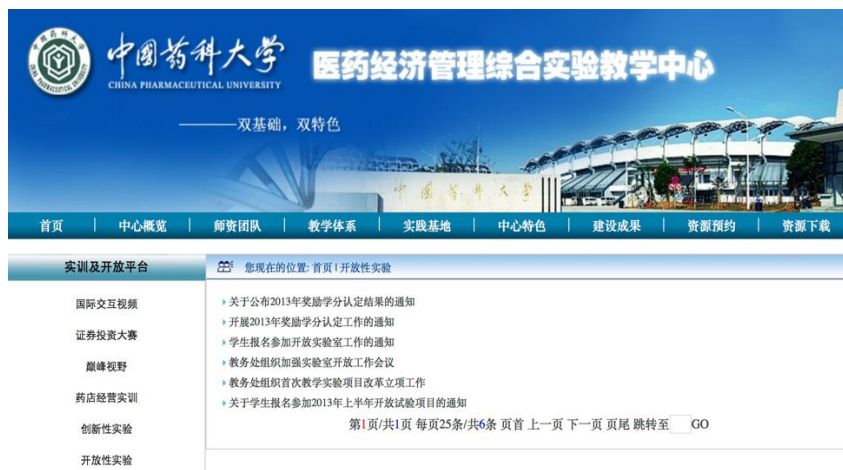 中国药科大学
CHINA PHARMACEUTICAL UNIVERSITY
医药经济管理综合实验教学中心
———双基础，双特色
中国药科大学
首页 | 中心概览 | 师资团队 | 教学体系 | 实践基地 | 中心特色 | 建设成果 | 资源预约 | 资源下载
实训及开放平台
国际交互视频
证券投资大赛
巅峰视野
药店经营实训
创新性实验
开放性实验
您现在的位置: 首页 | 开放性实验
关于公布2013年奖励学分认定结果的通知
开展2013年奖励学分认定工作的通知
学生报名参加开放实验室工作的通知
教务处组织加强实验室开放工作会议
教务处组织首次教学实验项目改革立项工作
关于学生报名参加2013年上半年开放试验项目的通知
第1页/共1页 每页25条/共6条 页首 上一页 下一页 页尾 跳转至 GO